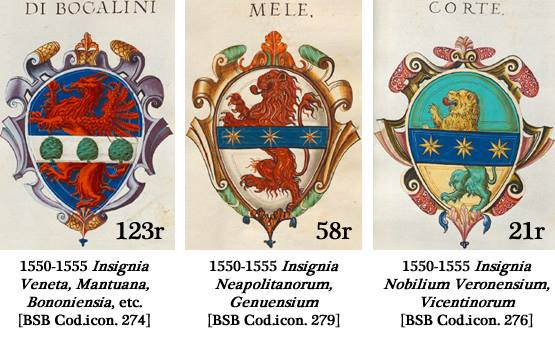 DI BOCALINI
123r
1550-1555 Insignia
Veneta, Mantuana,
Bononiensia, etc.
[BSB Cod.icon. 274]
MELE.
58r
1550-1555 Insignia
Neapolitanorum,
Genuensium
[BSB Cod.icon. 279]
CORTE.
21r
1550-1555 Insignia
Nobilium Veronensium,
Vicentinorum
[BSB Cod.icon. 276]